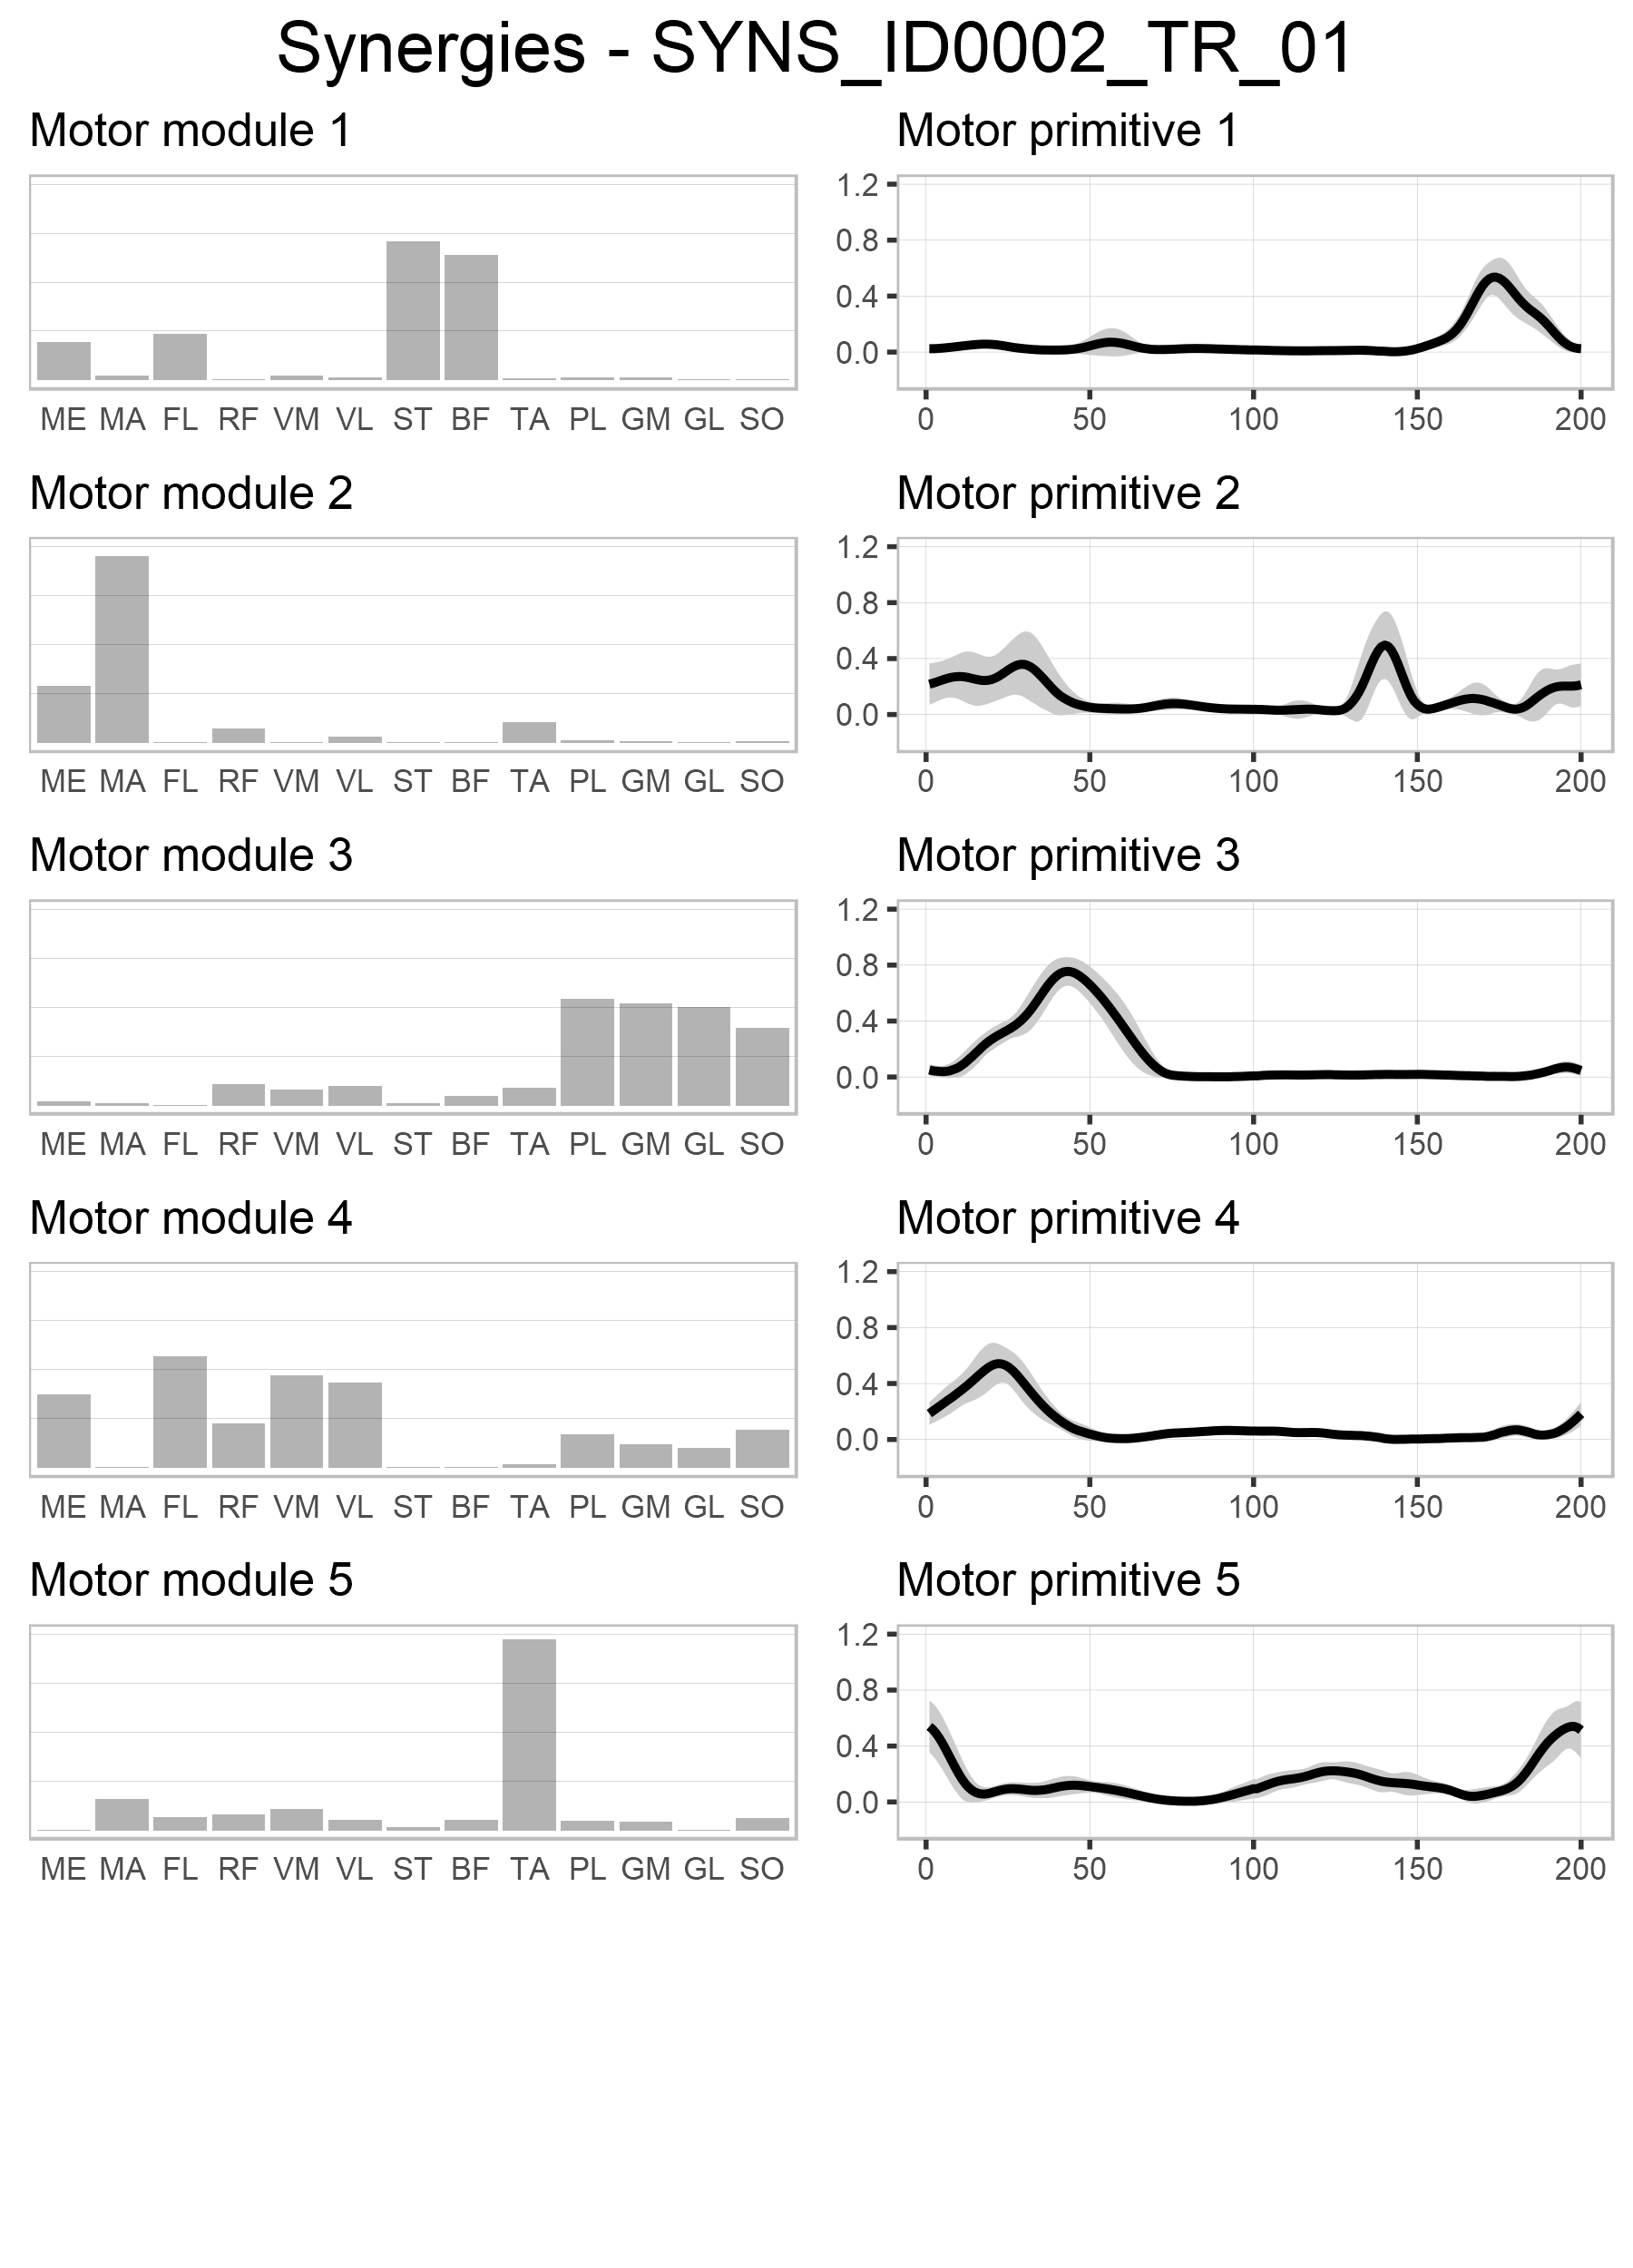 Synergies - SYNS_ID0002_TR_01
Motor module 1
Motor primitive 1
1.2
0.8
0.4
0.0
ME MA FL RF VM VL ST BF TA PL GM GL SO
0 50 100 150 200
Motor module 2
Motor primitive 2
1.2
0.8
0.4
0.0
ME MA FL RF VM VL ST BF TA PL GM GL SO
0 50 100 150 200
Motor module 3
Motor primitive 3
1.2
0.8
0.4
0.0
ME MA FL RF VM VL ST BF TA PL GM GL SO
0 50 100 150 200
Motor module 4
Motor primitive 4
1.2
0.8
0.4
0.0
ME MA FL RF VM VL ST BF TA PL GM GL SO
0 50 100 150 200
Motor module 5
Motor primitive 5
1.2
0.8
0.4
0.0
ME MA FL RF VM VL ST BF TA PL GM GL SO
0 50 100 150 200